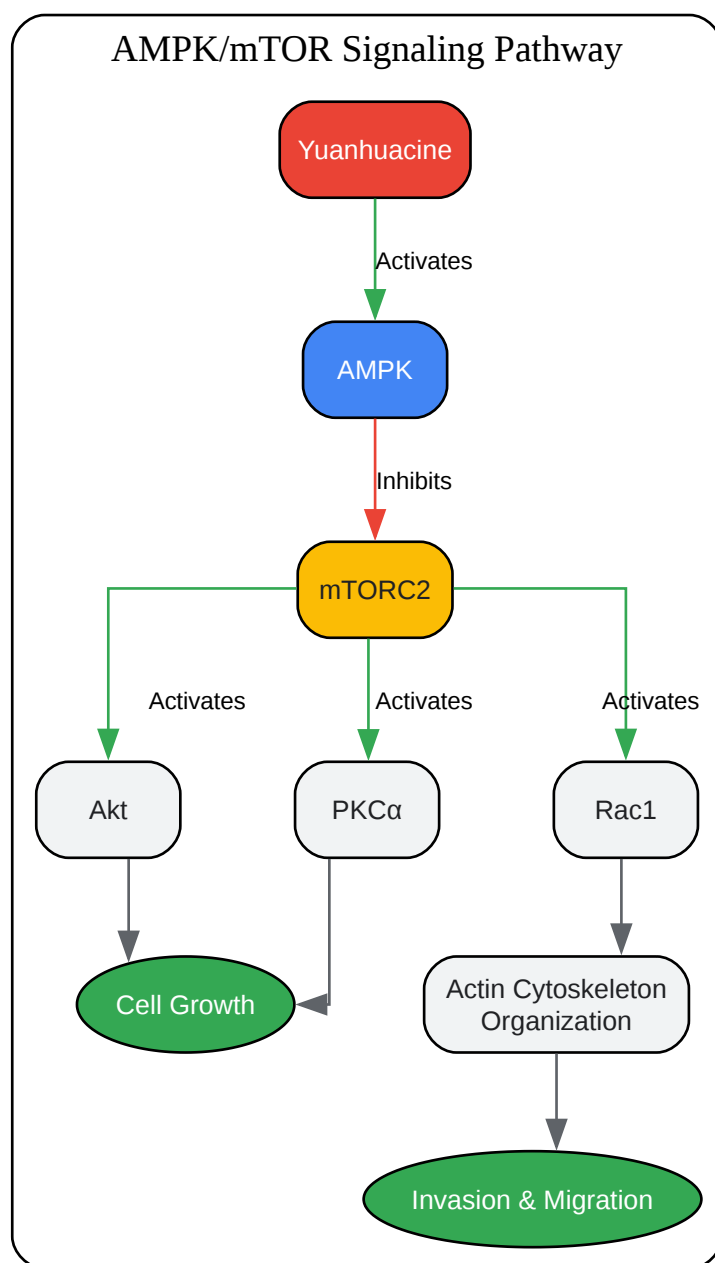 AMPK/mTOR Signaling Pathway
Yuanhuacine
Activates
AMPK
Inhibits
mTORC2
Activates
Activates
Activates
Akt
PKCα
Rac1
Cell Growth
Actin Cytoskeleton
Organization
Invasion & Migration